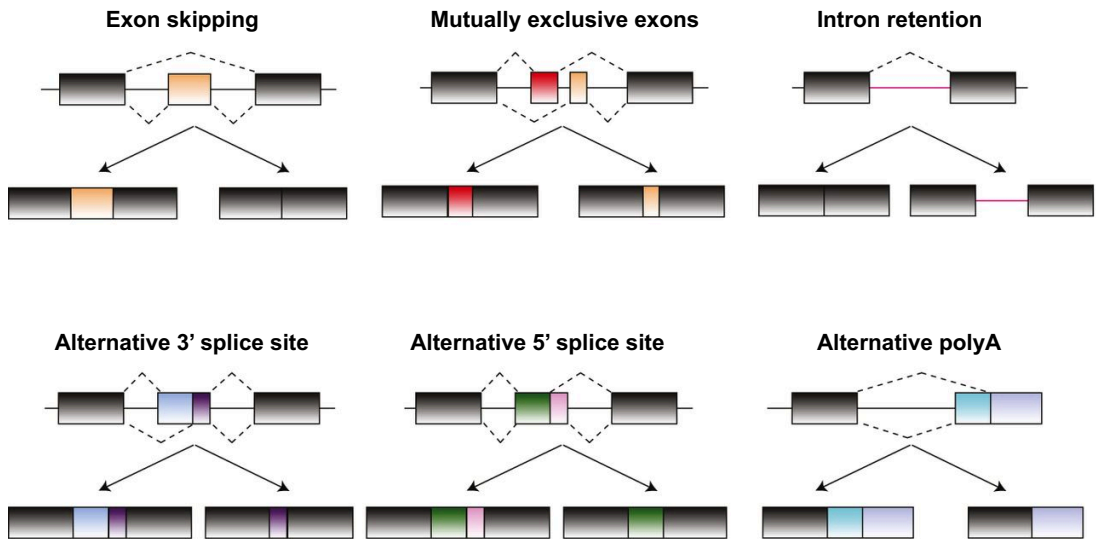 Exon skipping
Mutually exclusive exons
Intron retention
Alternative 3’ splice site
Alternative 5’ splice site
Alternative polyA